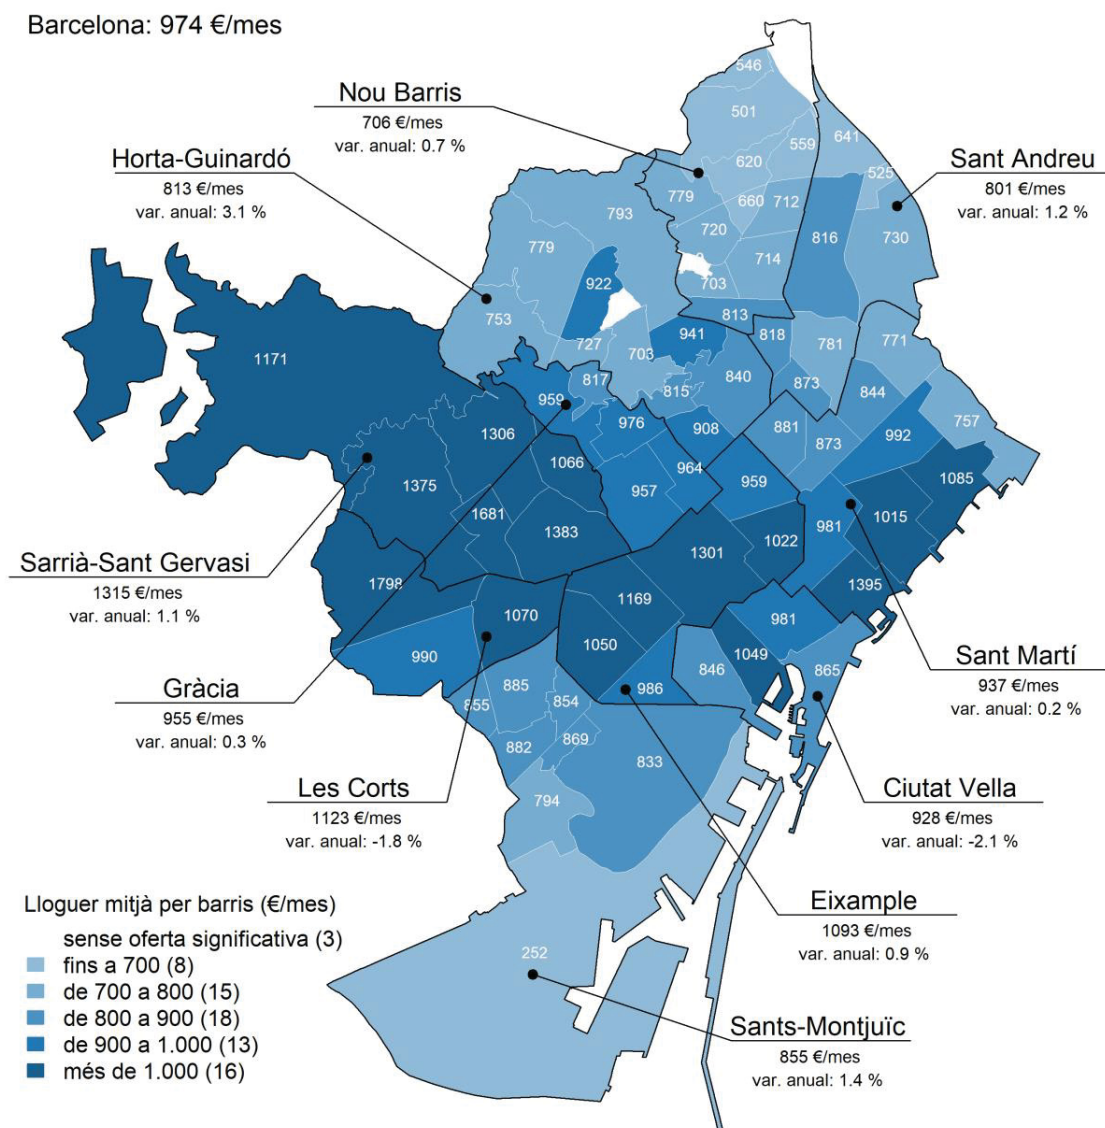 Barcelona: 974 €/mes
Nou Barris
706 €/mes
var. anual: 0.7 %
Horta-Guinardó
813 €/mes
var. anual: 3.1 %
Sant Andreu
801 €/mes
var. anual: 1.2 %
Sarrià-Sant Gervasi
1315 €/mes
var. anual: 1.1 %
Gràcia
955 €/mes
var. anual: 0.3 %
Les Corts
1123 €/mes
var. anual: -1.8 %
Sant Martí
937 €/mes
var. anual: 0.2 %
Ciutat Vella
928 €/mes
var. anual: -2.1 %
Eixample
1093 €/mes
var. anual: 0.9 %
Sants-Montjuïc
855 €/mes
var. anual: 1.4 %
546
501
559
641
620
525
779
660
712
793
720
816
730
779
714
922
703
753
813
941
818
781
771
727
703
1171
817
815
840
873
844
959
757
1306
976
908
881
873
992
1066
964
1375
957
959
1085
1681
1383
981
1015
1301
1022
1798
1169
1395
1070
981
1050
1049
990
846
865
885
986
855
854
882
869
833
794
252
Lloguer mitjà per barris (€/mes)
sense oferta significativa (3)
fins a 700 (8)
de 700 a 800 (15)
de 800 a 900 (18)
de 900 a 1.000 (13)
més de 1.000 (16)